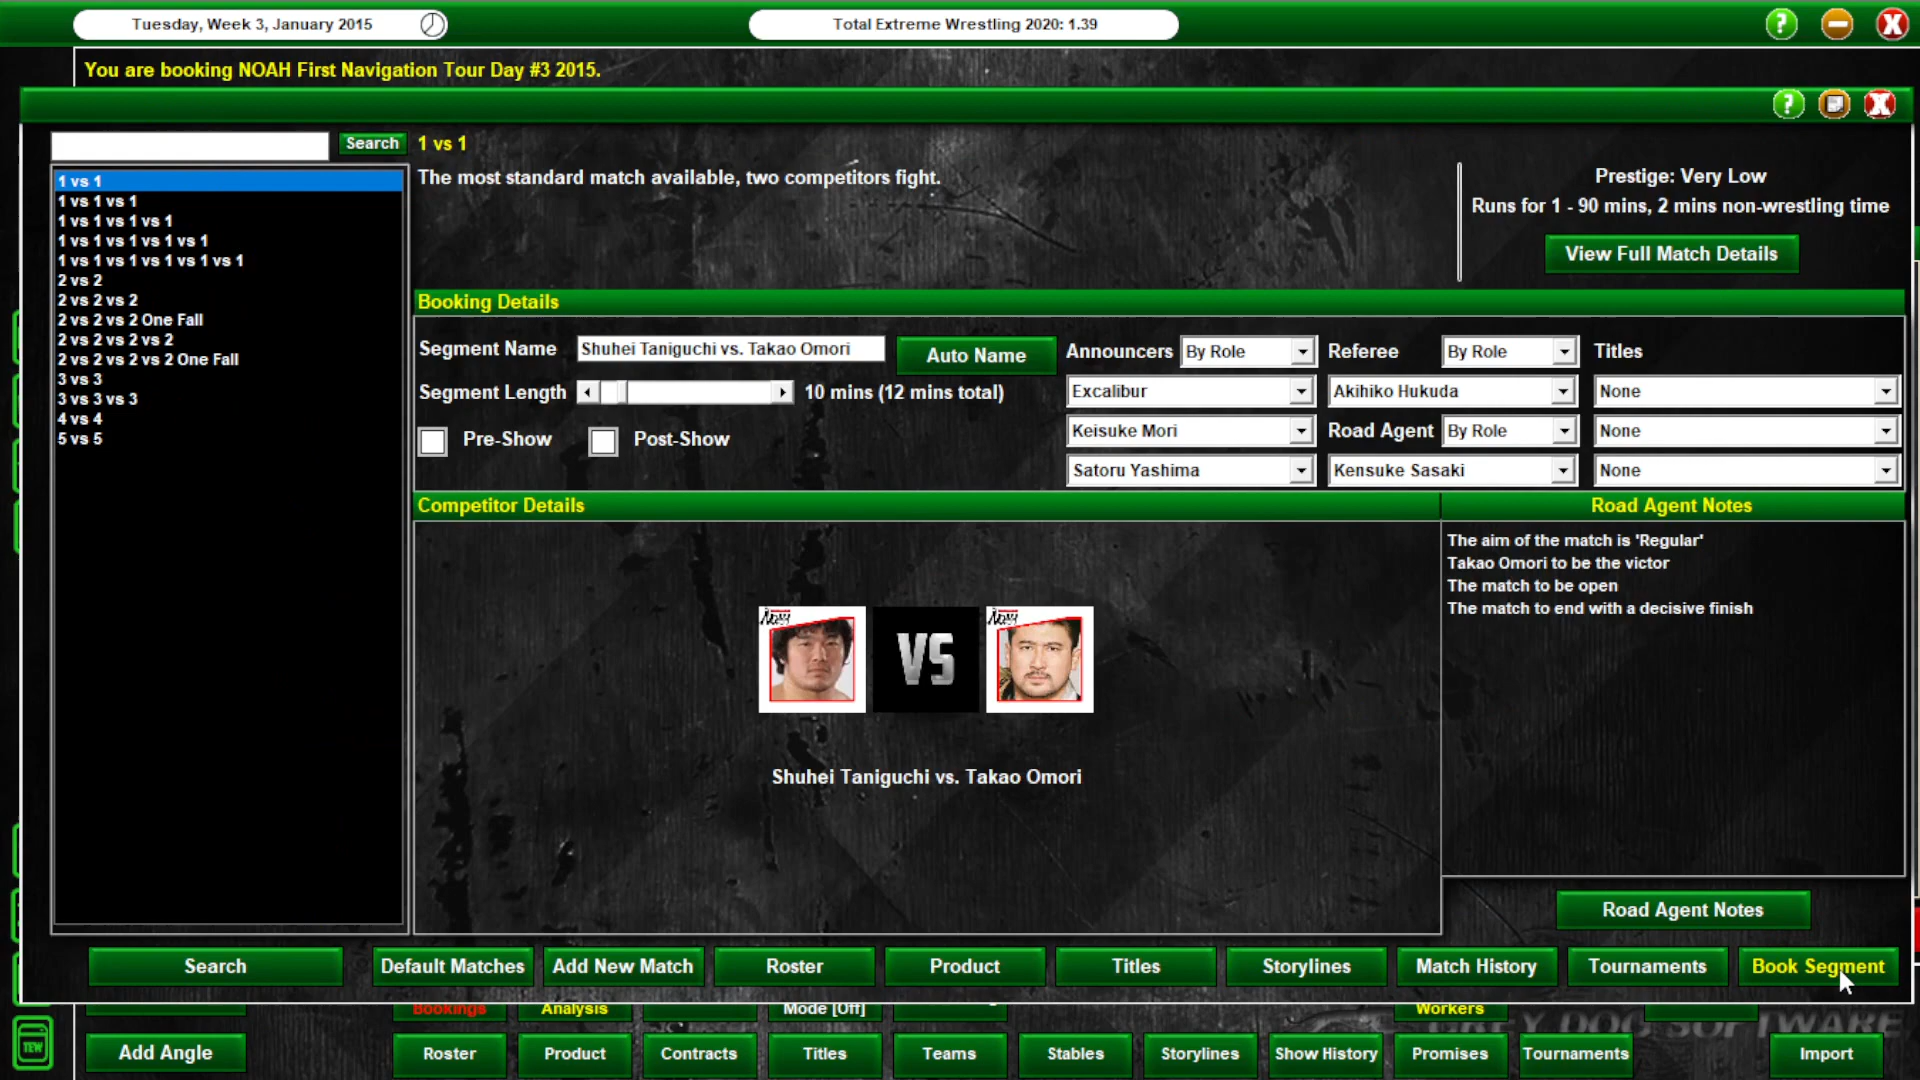 Tuesday, Week 3, January 2015
Total Extreme Wrestling 2020: 1.39
You are booking NOAH First Navigation Tour Day #3 2015.
Search
1 vs 1
The most standard match available, two competitors fight.
Prestige: Very Low
Runs for 1 - 90 mins, 2 mins non-wrestling time
View Full Match Details
1 vs 1
1 vs 1 vs 1
1 vs 1 vs 1 vs 1
1 vs 1 vs 1 vs 1 vs 1
1 vs 1 vs 1 vs 1 vs 1 vs 1
2 vs 2
2 vs 2 vs 2
2 vs 2 vs 2 One Fall
2 vs 2 vs 2 vs 2
2 vs 2 vs 2 vs 2 One Fall
3 vs 3
3 vs 3 vs 3
4 vs 4
5 vs 5
Booking Details
Segment Name
Shuhei Taniguchi vs. Takao Omori
Auto Name
Announcers
By Role
Referee
By Role
Titles
Segment Length
10 mins (12 mins total)
Excalibur
Akihiko Hukuda
None
Pre-Show
Post-Show
Keisuke Mori
Road Agent
By Role
None
Satoru Yashima
Kensuke Sasaki
None
Competitor Details
Road Agent Notes
The aim of the match is 'Regular'
Takao Omori to be the victor
The match to be open
The match to end with a decisive finish
NOAH
VS
NOAH
Shuhei Taniguchi vs. Takao Omori
Road Agent Notes
Search
Default Matches
Add New Match
Roster
Product
Titles
Storylines
Match History
Tournaments
Book Segment
Bookings
Analysis
Mode [Off]
Workers
GREY DOG SOFTWARE
TEW
Add Angle
Roster
Product
Contracts
Titles
Teams
Stables
Storylines
Show History
Promises
Tournaments
Import